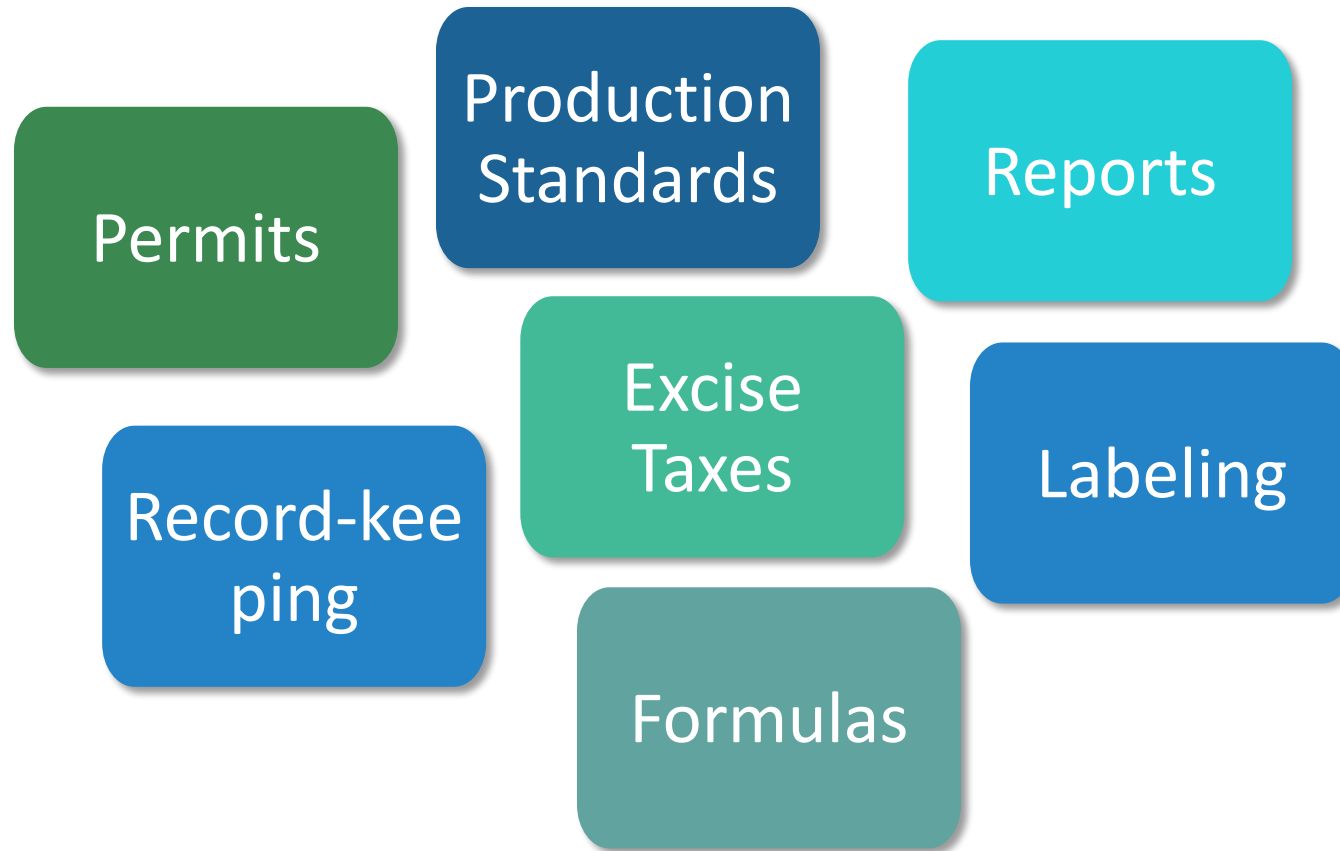 Permits
Production
Standards
Reports
Record-kee
ping
Excise
Taxes
Labeling
Formulas